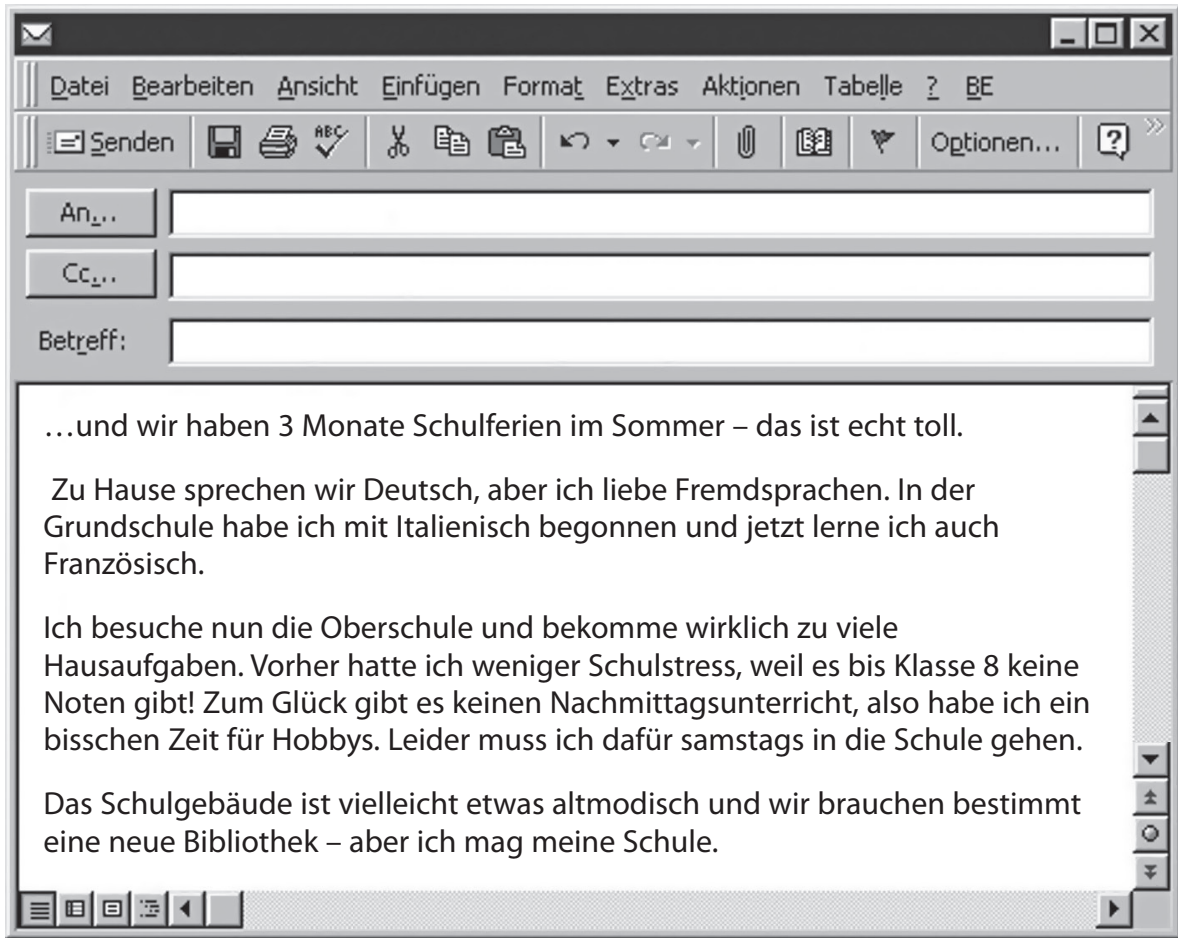 Datei Bearbeiten Ansicht Einfügen Format Extras Aktionen Tabelle ? BE
Senden ABC Optionen... ?
An...
Cc...
Betreff:
…und wir haben 3 Monate Schulferien im Sommer – das ist echt toll.
Zu Hause sprechen wir Deutsch, aber ich liebe Fremdsprachen. In der
Grundschule habe ich mit Italienisch begonnen und jetzt lerne ich auch
Französisch.
Ich besuche nun die Oberschule und bekomme wirklich zu viele
Hausaufgaben. Vorher hatte ich weniger Schulstress, weil es bis Klasse 8 keine
Noten gibt! Zum Glück gibt es keinen Nachmittagsunterricht, also habe ich ein
bisschen Zeit für Hobbys. Leider muss ich dafür samstags in die Schule gehen.
Das Schulgebäude ist vielleicht etwas altmodisch und wir brauchen bestimmt
eine neue Bibliothek – aber ich mag meine Schule.